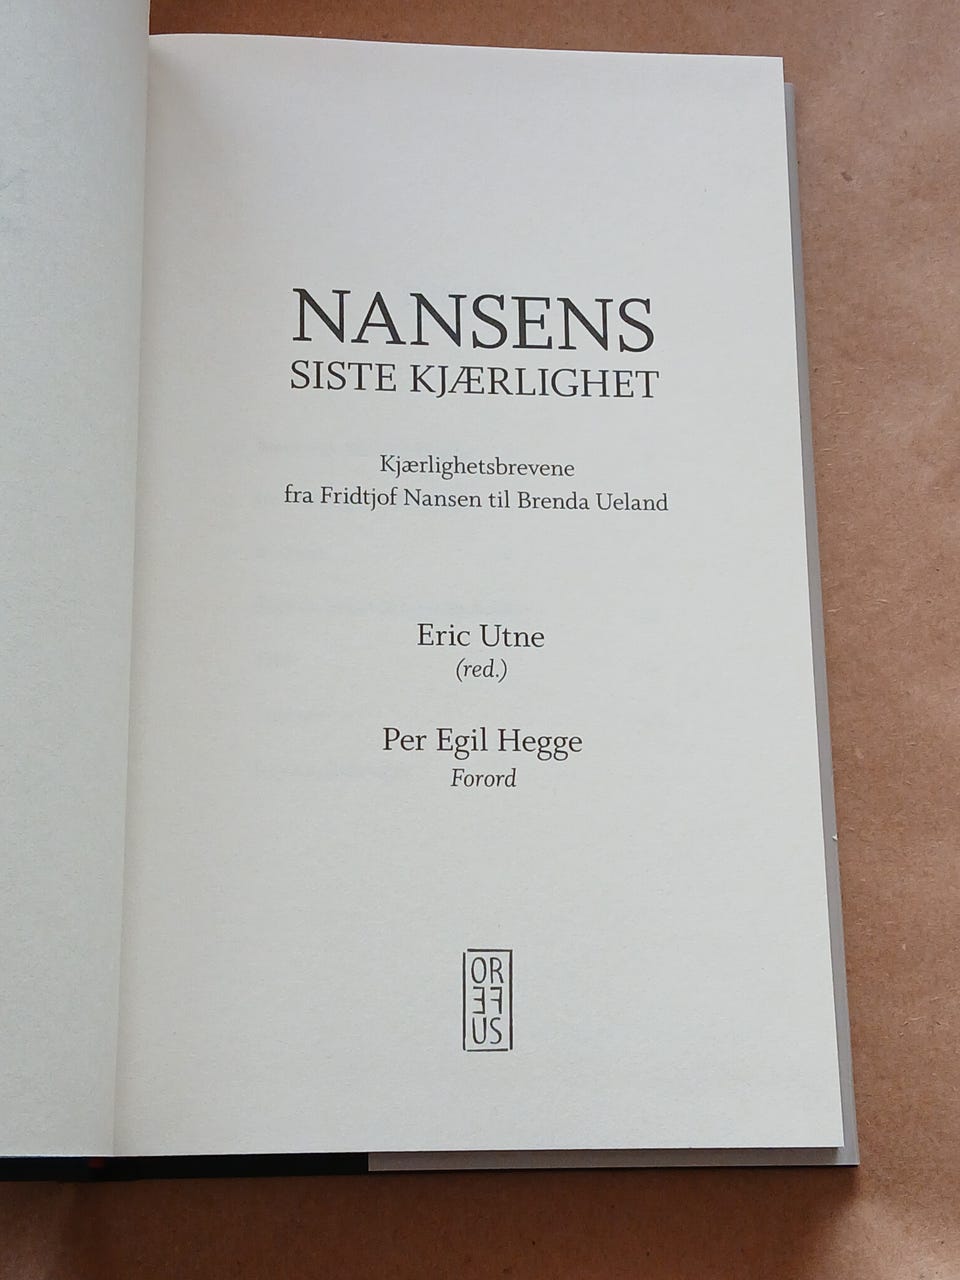 NANSENS
SISTE KJÆRLIGHET
Kjærlighetsbrevene
fra Fridtjof Nansen til Brenda Ueland
Eric Utne
(red.)
Per Egil Hegge
Forord
OR
ƎF
US